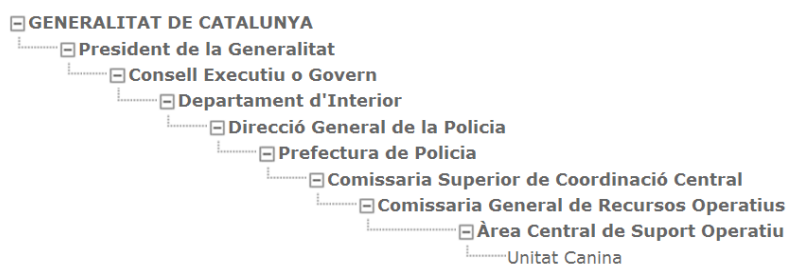 GENERALITAT DE CATALUNYA
President de la Generalitat
Consell Executiu o Govern
Departament d'Interior
Direcció General de la Policia
Prefectura de Policia
Comissaria Superior de Coordinació Central
Comissaria General de Recursos Operatius
Àrea Central de Suport Operatiu
Unitat Canina